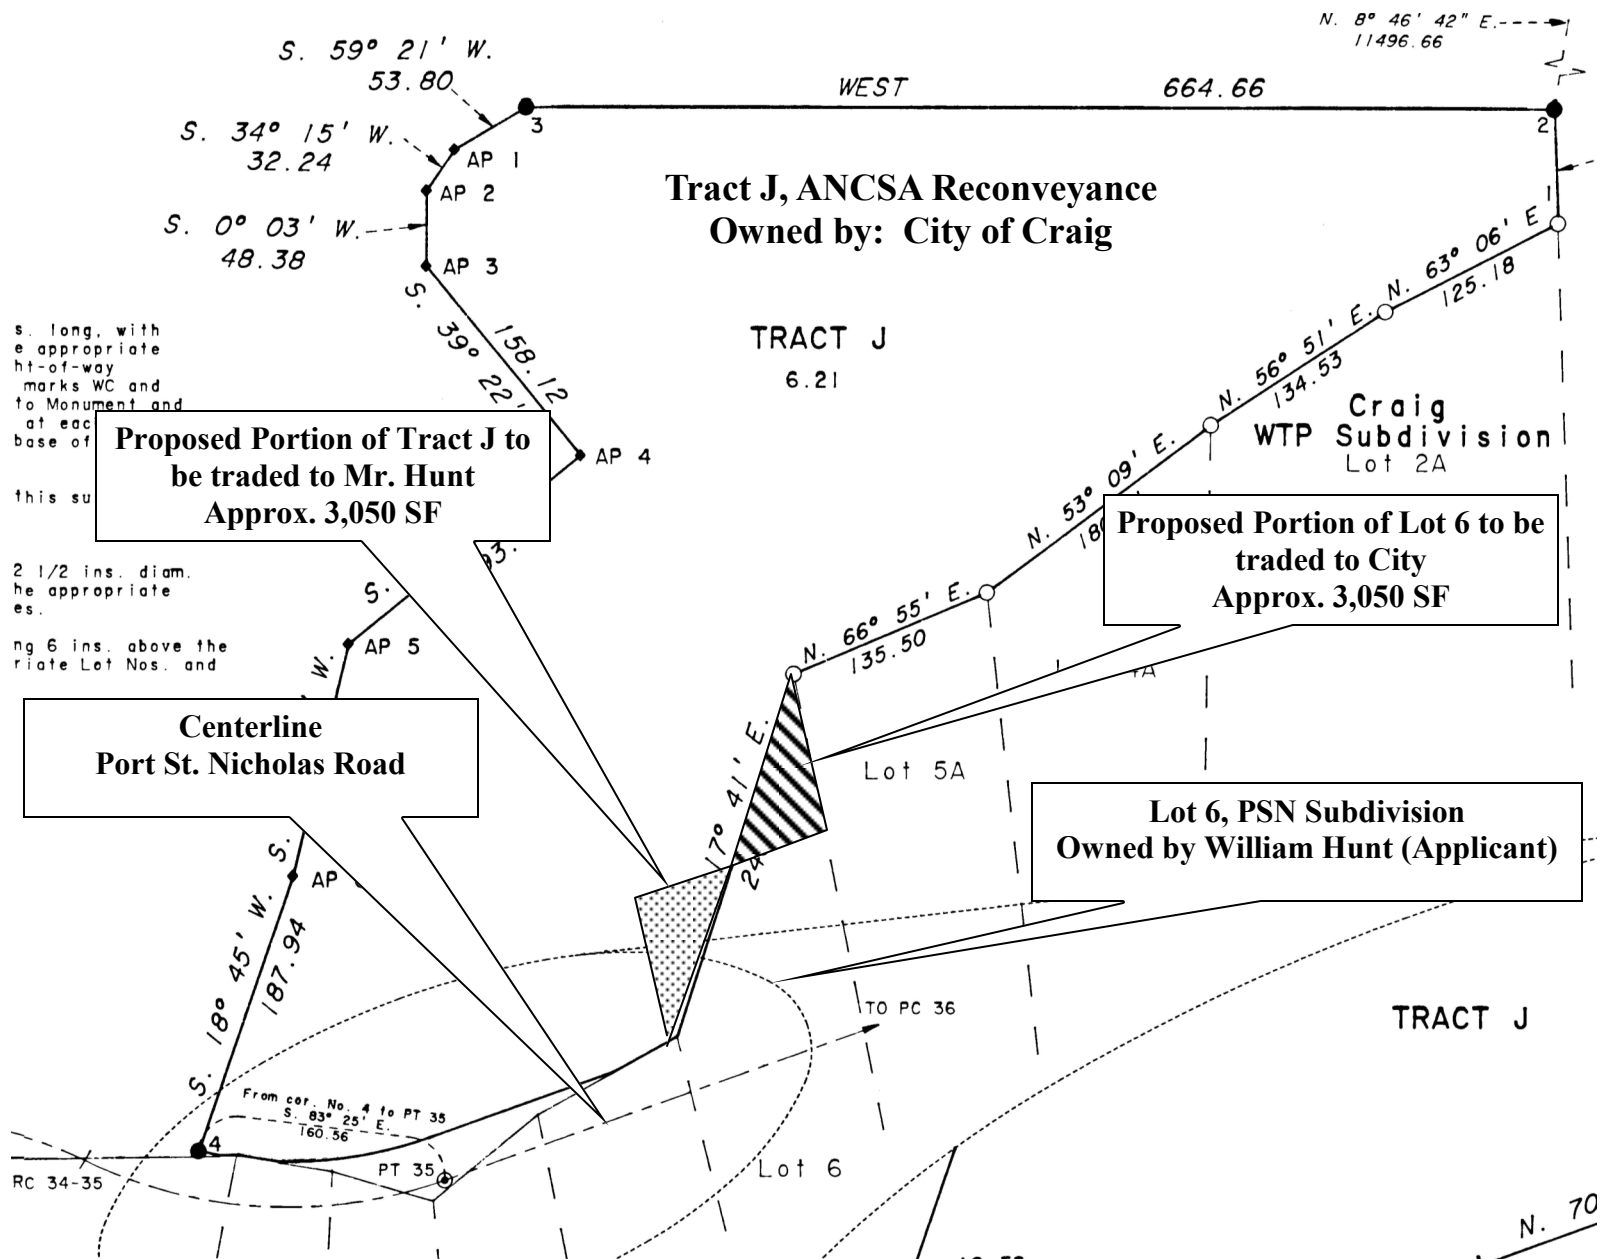 N. 8° 46' 42" E.
11496.66
S. 59° 21' W.
53.80
WEST 664.66
3
2
S. 34° 15' W.
32.24
AP 1
AP 2
Tract J, ANCSA Reconveyance
Owned by: City of Craig
1
S. 0° 03' W.
48.38
AP 3
N. 63° 06' E
125.18
S. 39° 22'
158.12
TRACT J
6.21
N. 56° 51' E.
134.53
s. long, with
e appropriate
ht-of-way
marks WC and
to Monument and
at eac
base of
this su
Craig
WTP Subdivision
Lot 2A
Proposed Portion of Tract J to
be traded to Mr. Hunt
Approx. 3,050 SF
AP 4
N. 53° 09' E.
Proposed Portion of Lot 6 to be
traded to City
Approx. 3,050 SF
2 1/2 ins. diam.
he appropriate
es.
ng 6 ins. above the
riate Lot Nos. and
S.
93.
AP 5
W.
N. 66° 55' E.
135.50
Centerline
Port St. Nicholas Road
17° 41' E.
24
Lot 5A
Lot 6, PSN Subdivision
Owned by William Hunt (Applicant)
S.
AP
S. 18° 45' W.
187.94
TO PC 36
TRACT J
From cor. No. 4 to PT 35
S. 83° 25' E.
160.56
4
PT 35
RC 34-35
Lot 6
N. 70